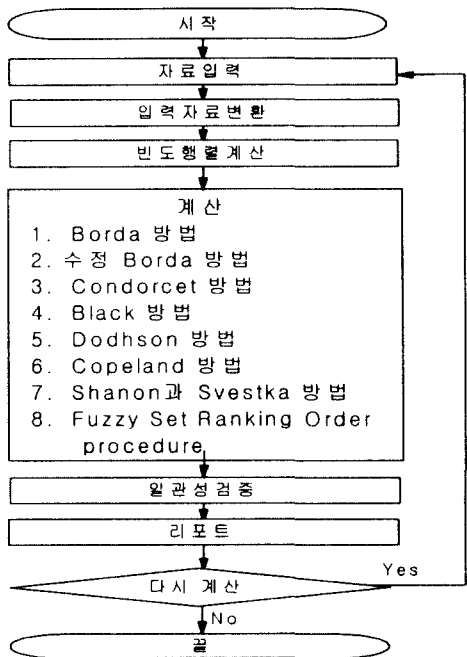 시작
자료입력
입력자료변환
빈도행렬계산
계산
1. Borda 방법
2. 수정 Borda 방법
3. Condorcet 방법
4. Black 방법
5. Dodhson 방법
6. Copeland 방법
7. Shanon과 Svestka 방법
8. Fuzzy Set Ranking Order
procedure
일관성검증
리포트
다시 계산
Yes
No
끝